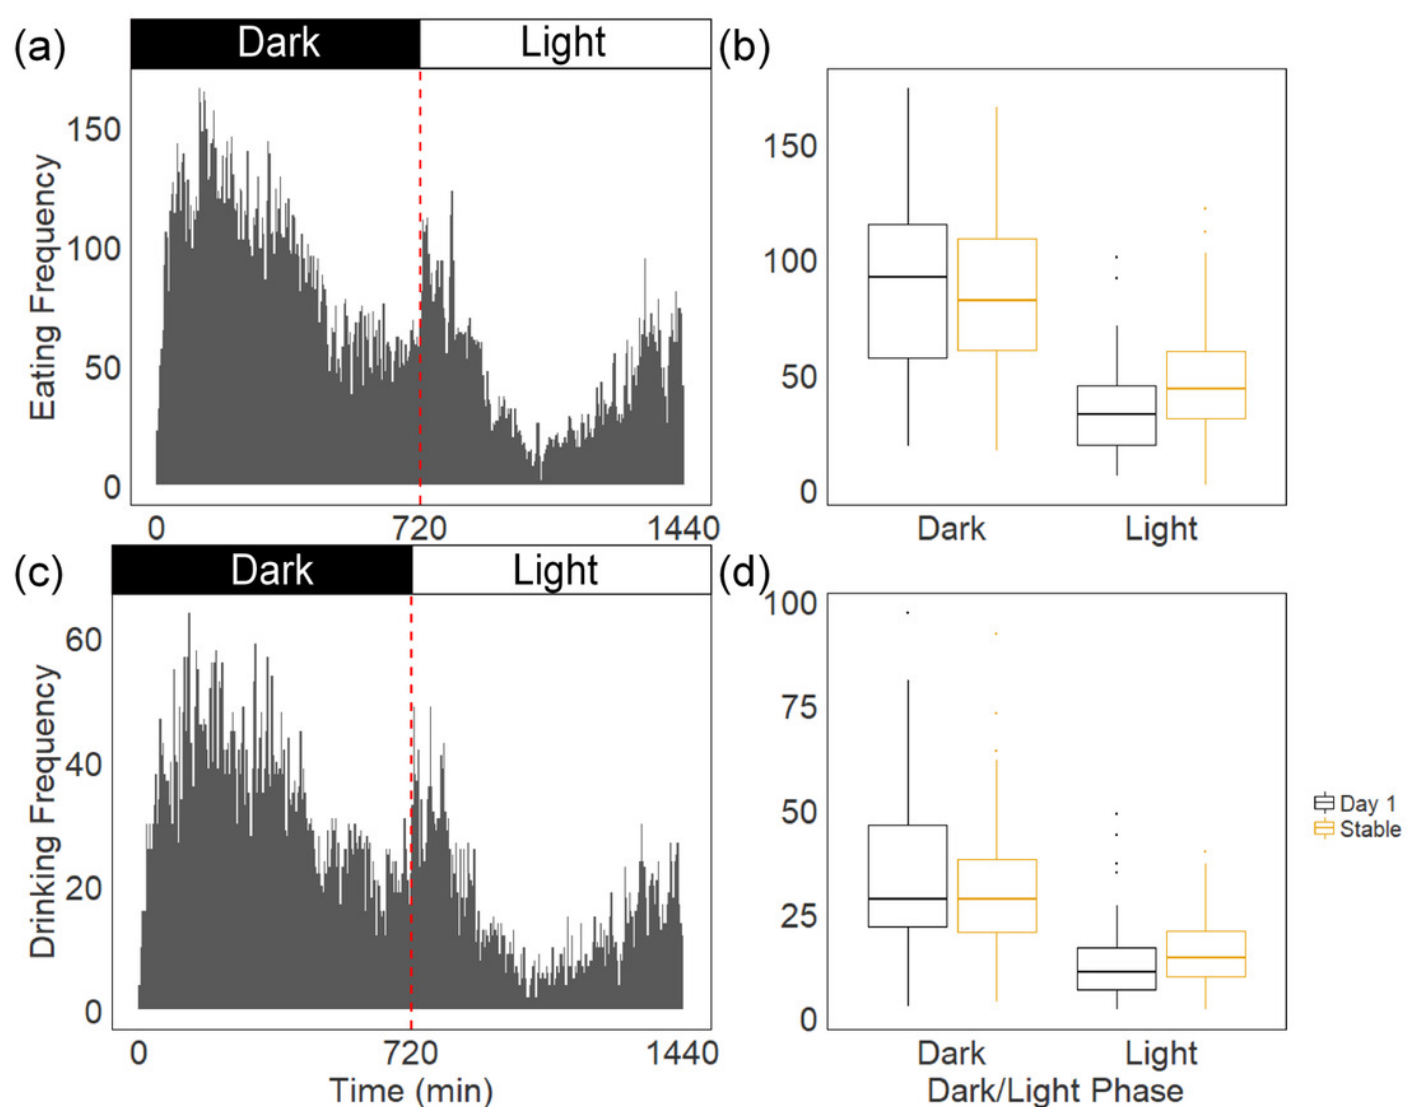 (a)
Dark Light
Eating Frequency
150
100
50
0
0 720 1440
(b)
150
100
50
0
Dark Light
(c)
Dark Light
Drinking Frequency
60
40
20
0
0 720 1440
Time (min)
(d)
100
75
50
25
0
Dark Light
Dark/Light Phase
Day 1
Stable